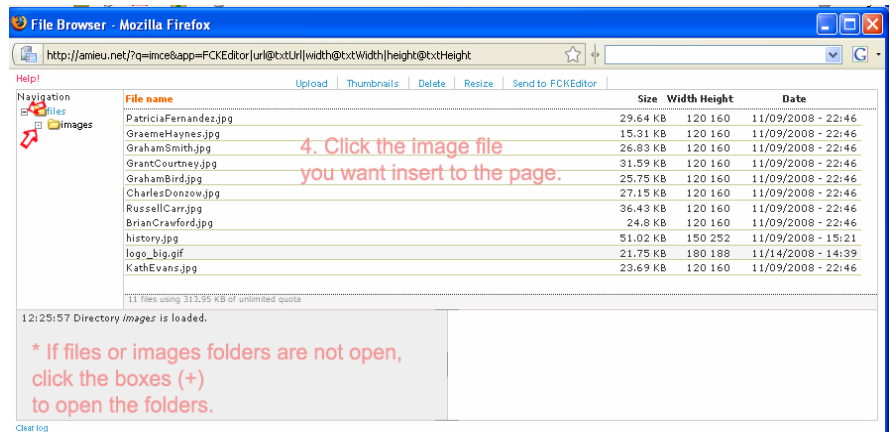 File Browser - Mozilla Firefox
http://amieu.net/?q=imce&app=FCKEditor|url@txtUrl|width@txtWidth|height@txtHeight
G
Help!
Upload | Thumbnails | Delete | Resize | Send to FCKEditor |
Navigation
files
images
File name Size Width Height Date
PatriciaFernandez.jpg 29.64 KB 120 160 11/09/2008 - 22:46
GraemeHaynes.jpg 15.31 KB 120 160 11/09/2008 - 22:46
GrahamSmith.jpg 26.83 KB 120 160 11/09/2008 - 22:46
GrantCourtney.jpg 31.59 KB 120 160 11/09/2008 - 22:46
GrahamBird.jpg 25.75 KB 120 160 11/09/2008 - 22:46
CharlesDonzow.jpg 27.15 KB 120 160 11/09/2008 - 22:46
RussellCarr.jpg 36.43 KB 120 160 11/09/2008 - 22:46
BrianCrawford.jpg 24.8 KB 120 160 11/09/2008 - 22:46
history.jpg 51.02 KB 150 252 11/09/2008 - 15:21
logo_big.gif 21.75 KB 180 188 11/14/2008 - 14:39
KathEvans.jpg 23.69 KB 120 160 11/09/2008 - 22:46
4. Click the image file
you want insert to the page.
11 files using 313.95 KB of unlimited quota
12:25:57 Directory images is loaded.
* If files or images folders are not open,
click the boxes (+)
to open the folders.
Clear log